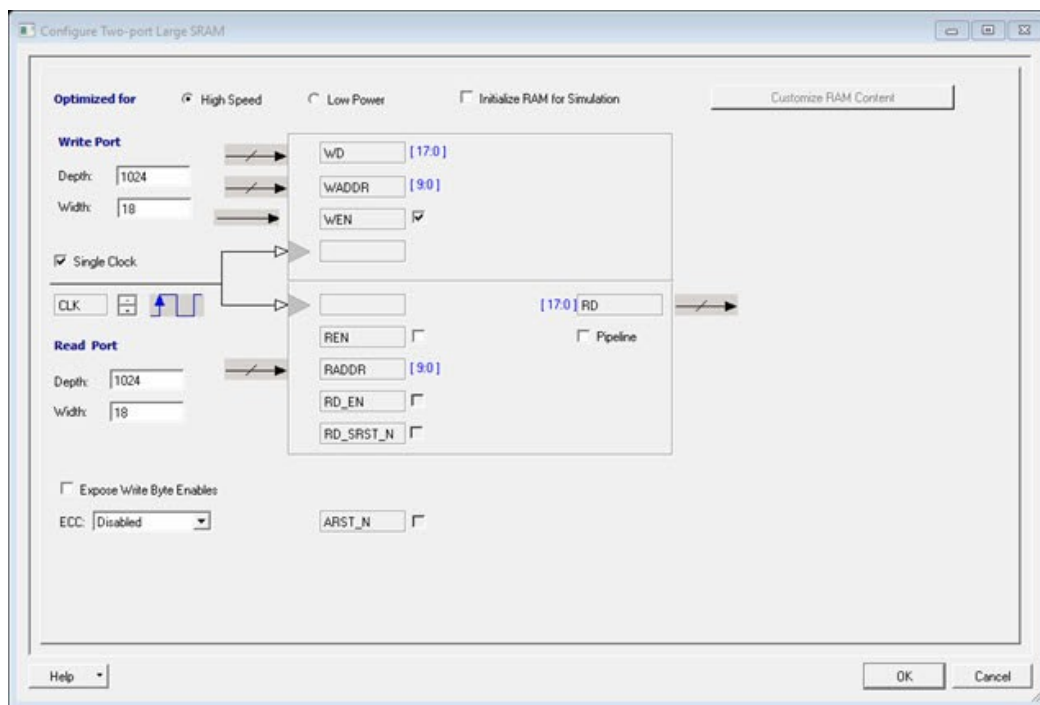 Configure Two-port Large SRAM
Optimized for High Speed Low Power Initialize RAM for Simulation Customize RAM Content
Write Port
WD [17:0]
Depth: 1024
WADDR [9:0]
Width: 18
WEN
Single Clock
CLK
[17:0] RD
REN Pipeline
Read Port
RADDR [9:0]
Depth: 1024
RD_EN
Width: 18
RD_SRST_N
Expose Write Byte Enables
ECC: Disabled ARST_N
Help OK Cancel